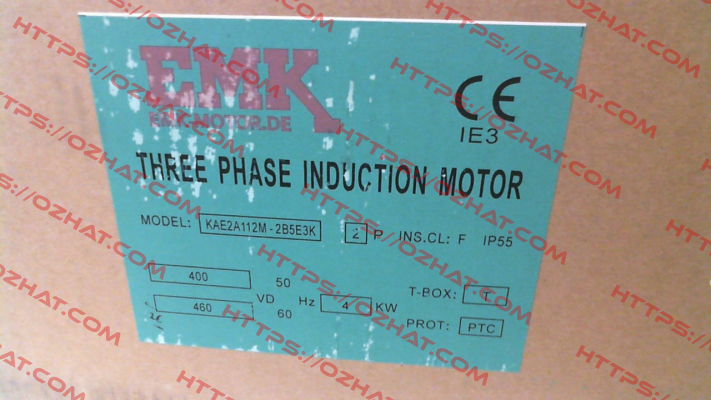 EMK
EMK-MOTOR.DE
CE
IE3
THREE PHASE INDUCTION MOTOR
MODEL: KAE2A112M-2B5E3K 2 P INS.CL: F IP55
400 50
VD Hz 4 KW
460 60
T-BOX: T
PROT: PTC
HTTPS://OZHAT.COM